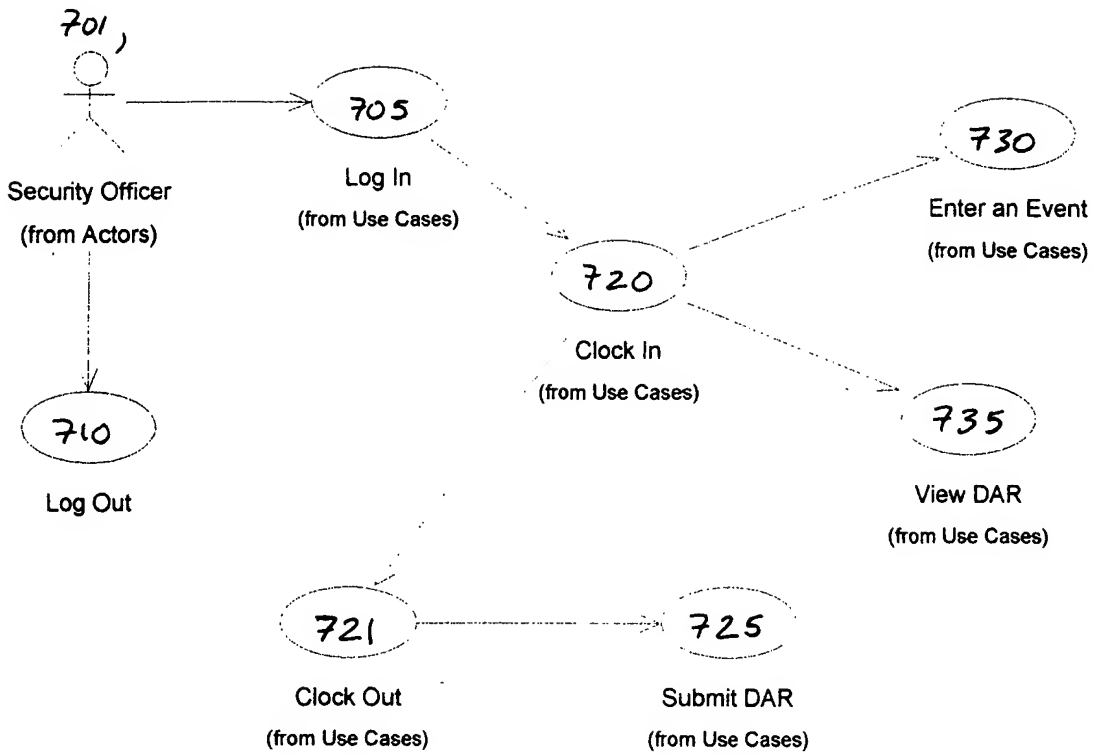 701,
Security Officer
(from Actors)
705
Log In
(from Use Cases)
730
Enter an Event
(from Use Cases)
720
Clock In
(from Use Cases)
710
Log Out
735
View DAR
(from Use Cases)
721
Clock Out
(from Use Cases)
725
Submit DAR
(from Use Cases)